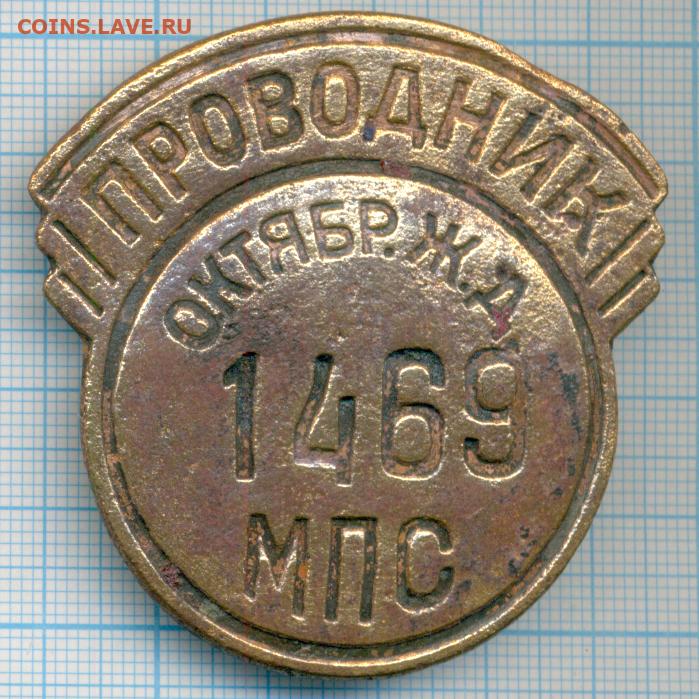 COINS.LAVE.RU
ПРОВОДНИК
ОКТЯБР.Ж.Д
1469
МПС